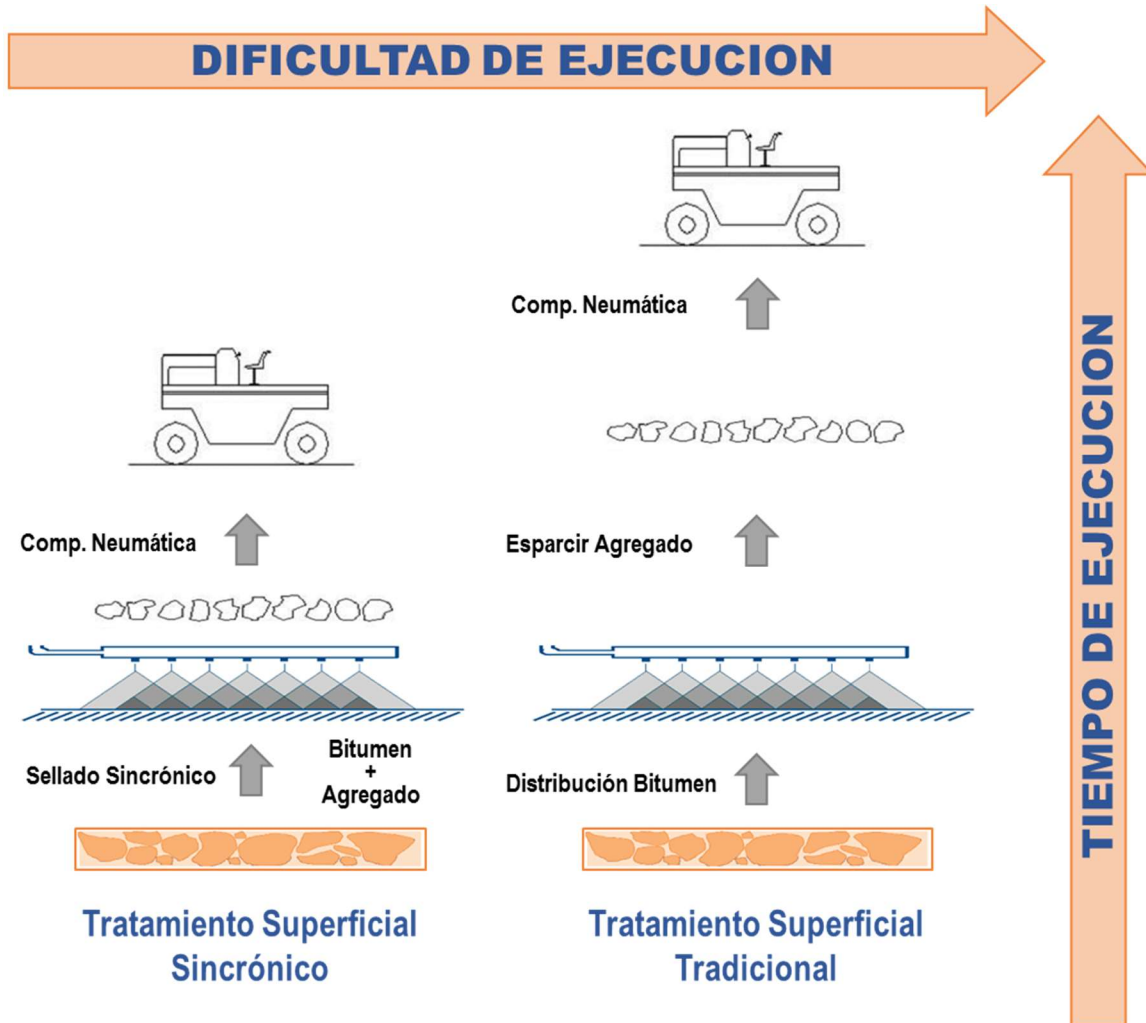 DIFICULTAD DE EJECUCION
TIEMPO DE EJECUCION
Comp. Neumática
Sellado Sincrónico
Bitumen
+
Agregado
Tratamiento Superficial
Sincrónico
Comp. Neumática
Esparcir Agregado
Distribución Bitumen
Tratamiento Superficial
Tradicional